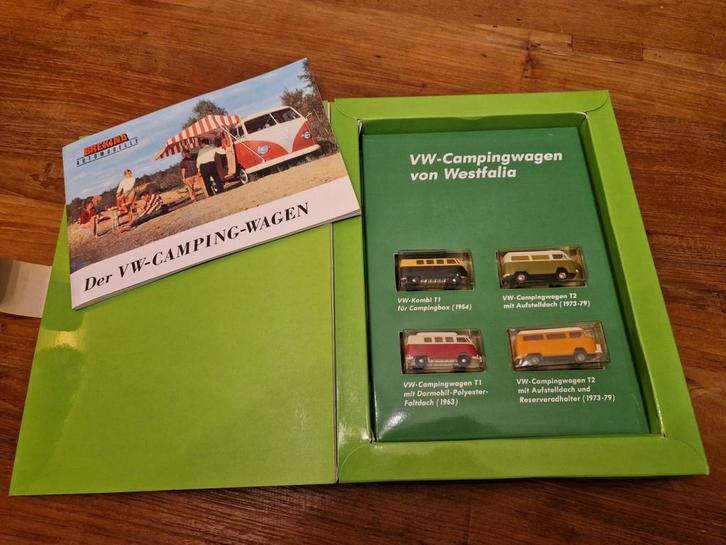 BREKINA
AUTOMODELLE
Der VW-CAMPING-WAGEN
VW-Campingwagen
von Westfalia
VW-Kombi T1
für Campingbox (1954)
VW-Campingwagen T2
mit Aufstelldach (1973-79)
VW-Campingwagen T1
mit Dormobil-Polyester-
Faltdach (1963)
VW-Campingwagen T2
mit Aufstelldach und
Reserveradhalter (1973-79)